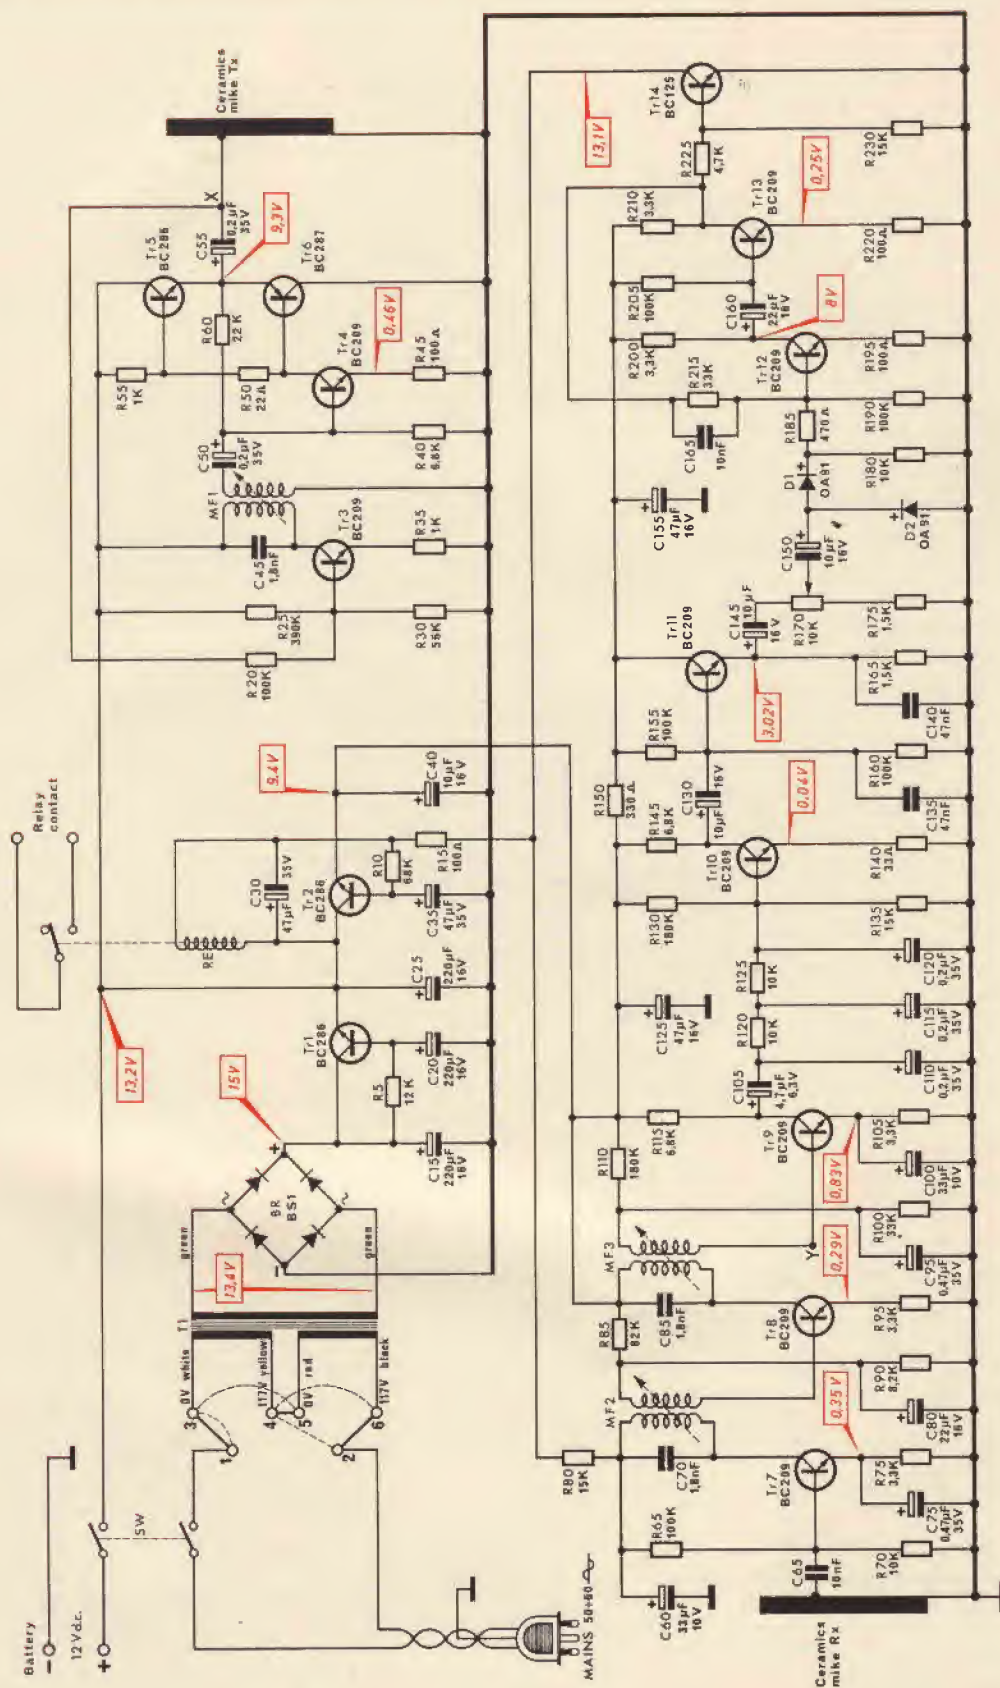 Battery
12 V d.c.
−
+
SW
MAINS 50÷60
1
2
3
4
5
6
0V white
117V yellow
0V red
117V black
T1
green
green
13,4V
BR
BS1
~
~
+
−
15V
13,2V
Relay
contact
RE
C15
220µF
16V
R5
12K
C20
220µF
16V
Tr1
BC286
C25
220µF
16V
C30
47µF
35V
Tr2
BC286
C35
47µF
35V
R10
68K
R15
100Ω
C40
10µF
16V
9,4V
R20
100K
R25
390K
R30
56K
Tr3
BC209
R35
1K
C45
1,8nF
MF1
C50
0,2µF
35V
R40
6,8K
Tr4
BC209
R45
100Ω
0,46V
R50
22Ω
R55
1K
R60
22K
Tr5
BC286
Tr6
BC287
9,3V
C55
0,2µF
35V
X
Ceramics
mike Tx
Ceramics
mike Rx
C60
33µF
10V
C65
10nF
R65
100K
R70
10K
Tr7
BC209
C75
0,47µF
35V
R75
3,3K
0,35V
R80
15K
C70
1,8nF
MF2
C80
22µF
16V
R90
8,2K
R85
82K
Tr8
BC209
R95
3,3K
0,29V
C85
1,8nF
MF3
Y
C95
0,47µF
35V
R100
33K
R110
180K
Tr9
BC209
C100
33µF
10V
R105
3,3K
0,83V
R115
6,8K
C105
4,7µF
6,3V
C110
0,2µF
35V
R120
10K
C115
0,2µF
35V
R125
10K
C120
0,2µF
35V
C125
47µF
16V
R130
180K
R135
15K
Tr10
BC209
R140
33Ω
0,04V
R145
6,8K
R150
330Ω
C130
10µF
16V
C135
47nF
R155
100K
R160
100K
Tr11
BC209
3,02V
C140
47nF
R165
1,5K
C145
10µF
16V
R170
10K
R175
1,5K
C150
10µF
16V
C155
47µF
16V
D1
OA91
D2
OA91
R180
10K
R185
470Ω
R190
100K
Tr12
BC209
R195
100Ω
8V
R200
3,3K
R205
100K
C160
22µF
16V
C165
10nF
R215
33K
R210
3,3K
Tr13
BC209
R220
100Ω
0,25V
R225
4,7K
R230
15K
Tr14
BC125
13,1V